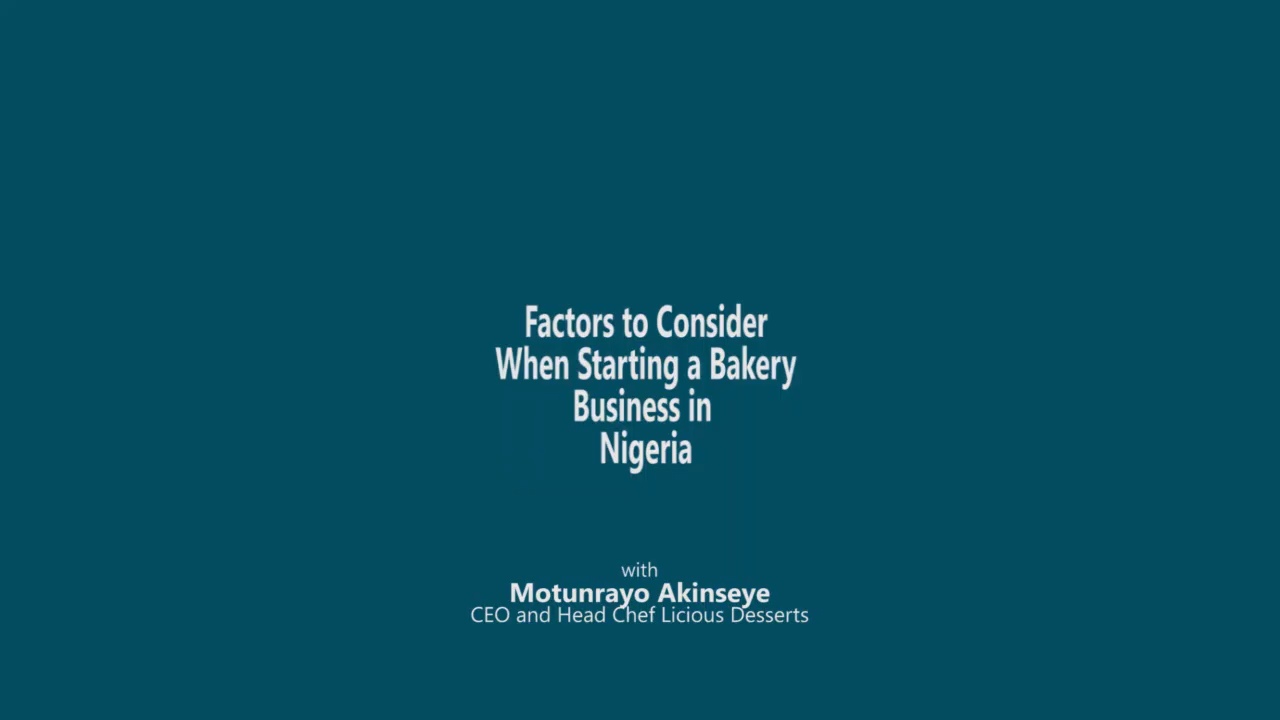 Factors to Consider
When Starting a Bakery
Business in
Nigeria
with
Motunrayo Akinseye
CEO and Head Chef Licious Desserts